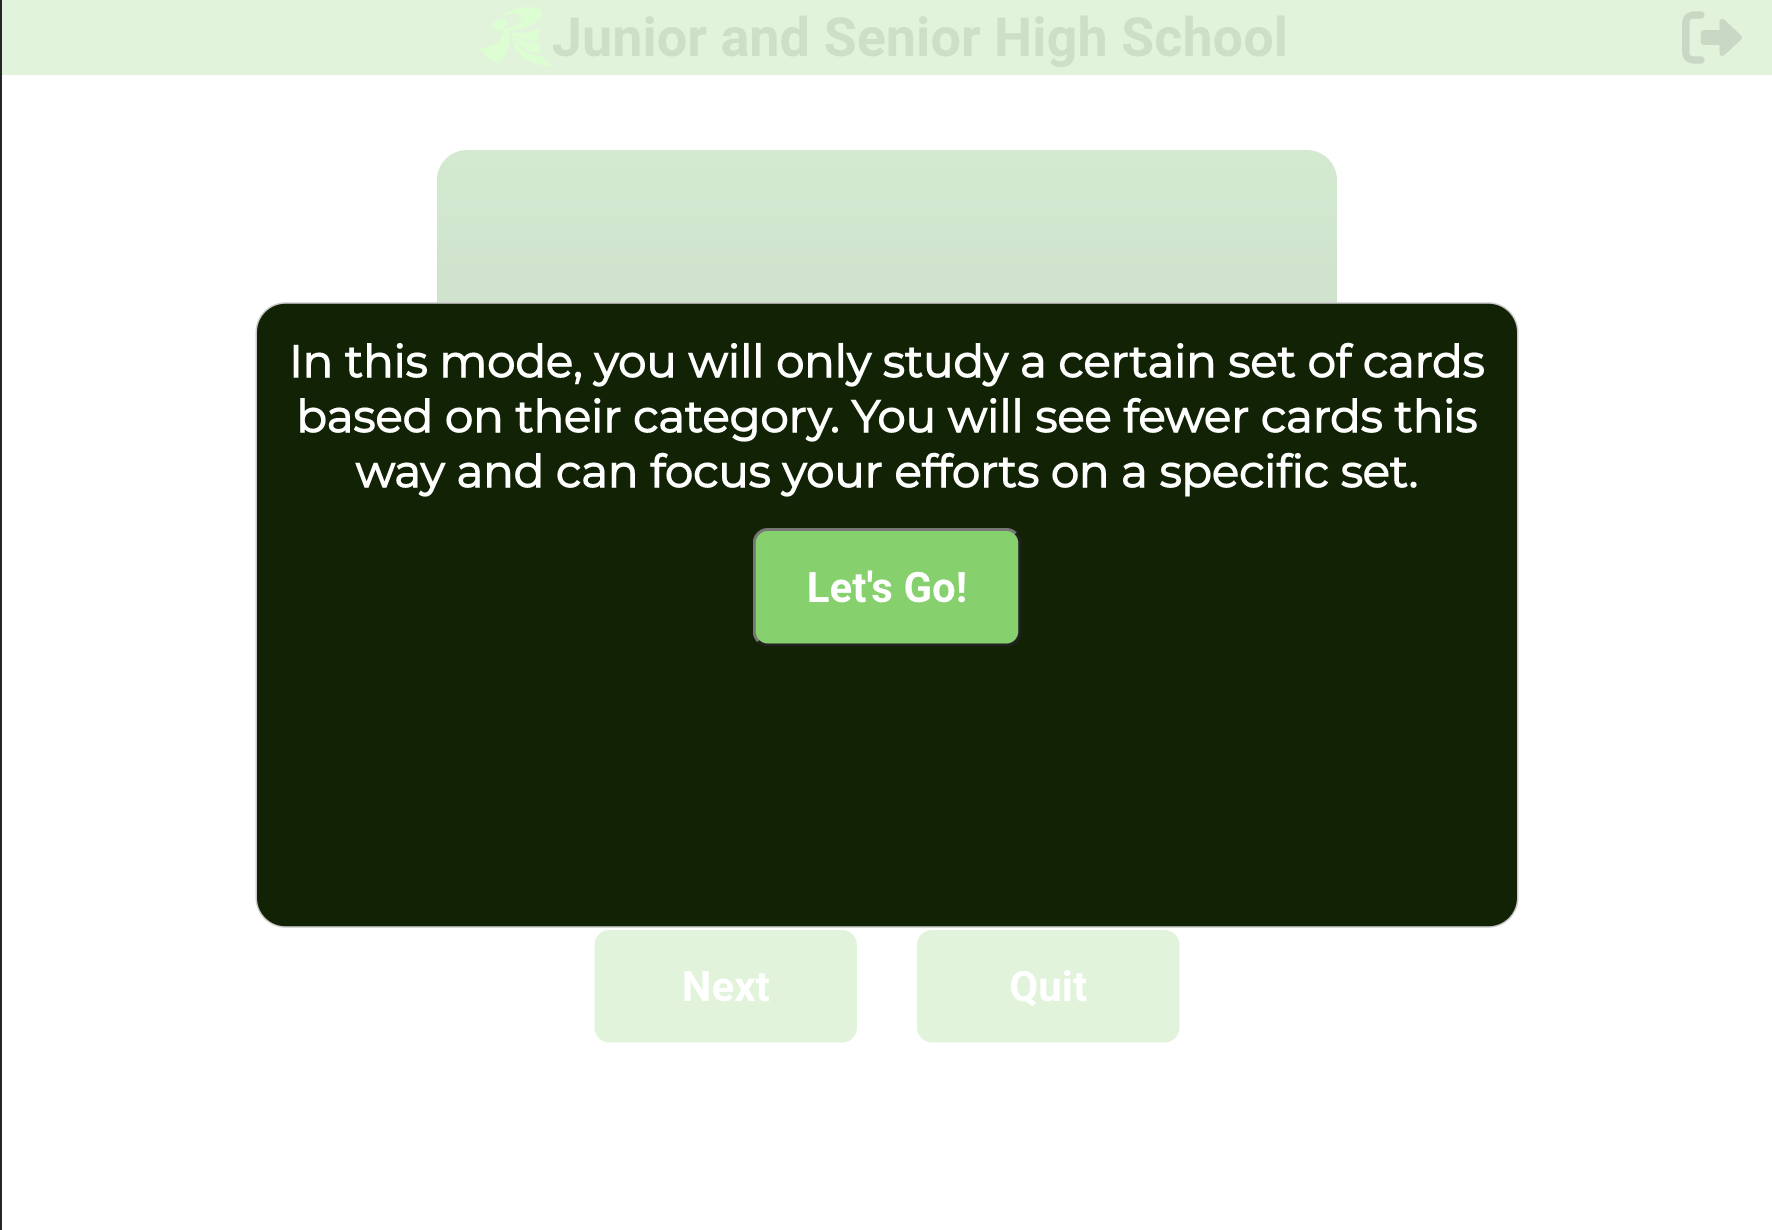 Junior and Senior High School
In this mode, you will only study a certain set of cards
based on their category. You will see fewer cards this
way and can focus your efforts on a specific set.
Let's Go!
Next
Quit